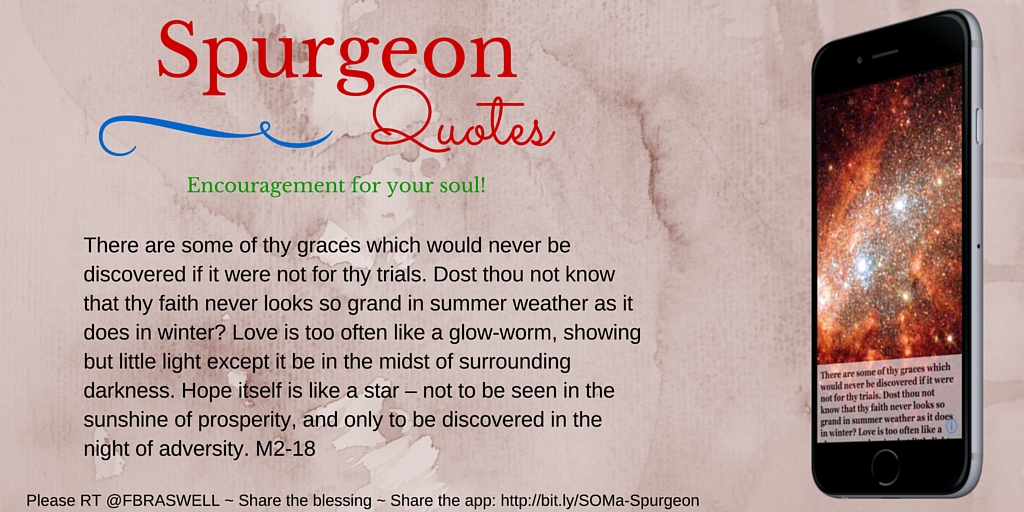 Spurgeon
Quotes
Encouragement for your soul!
There are some of thy graces which would never be
discovered if it were not for thy trials. Dost thou not know
that thy faith never looks so grand in summer weather as it
does in winter? Love is too often like a glow-worm, showing
but little light except it be in the midst of surrounding
darkness. Hope itself is like a star – not to be seen in the
sunshine of prosperity, and only to be discovered in the
night of adversity. M2-18
Please RT @FBRASWELL ~ Share the blessing ~ Share the app: http://bit.ly/SOMa-Spurgeon
There are some of thy graces which
would never be discovered if it were
not for thy trials. Dost thou not
know that thy faith never looks so
grand in summer weather as it does
in winter? Love is too often like a